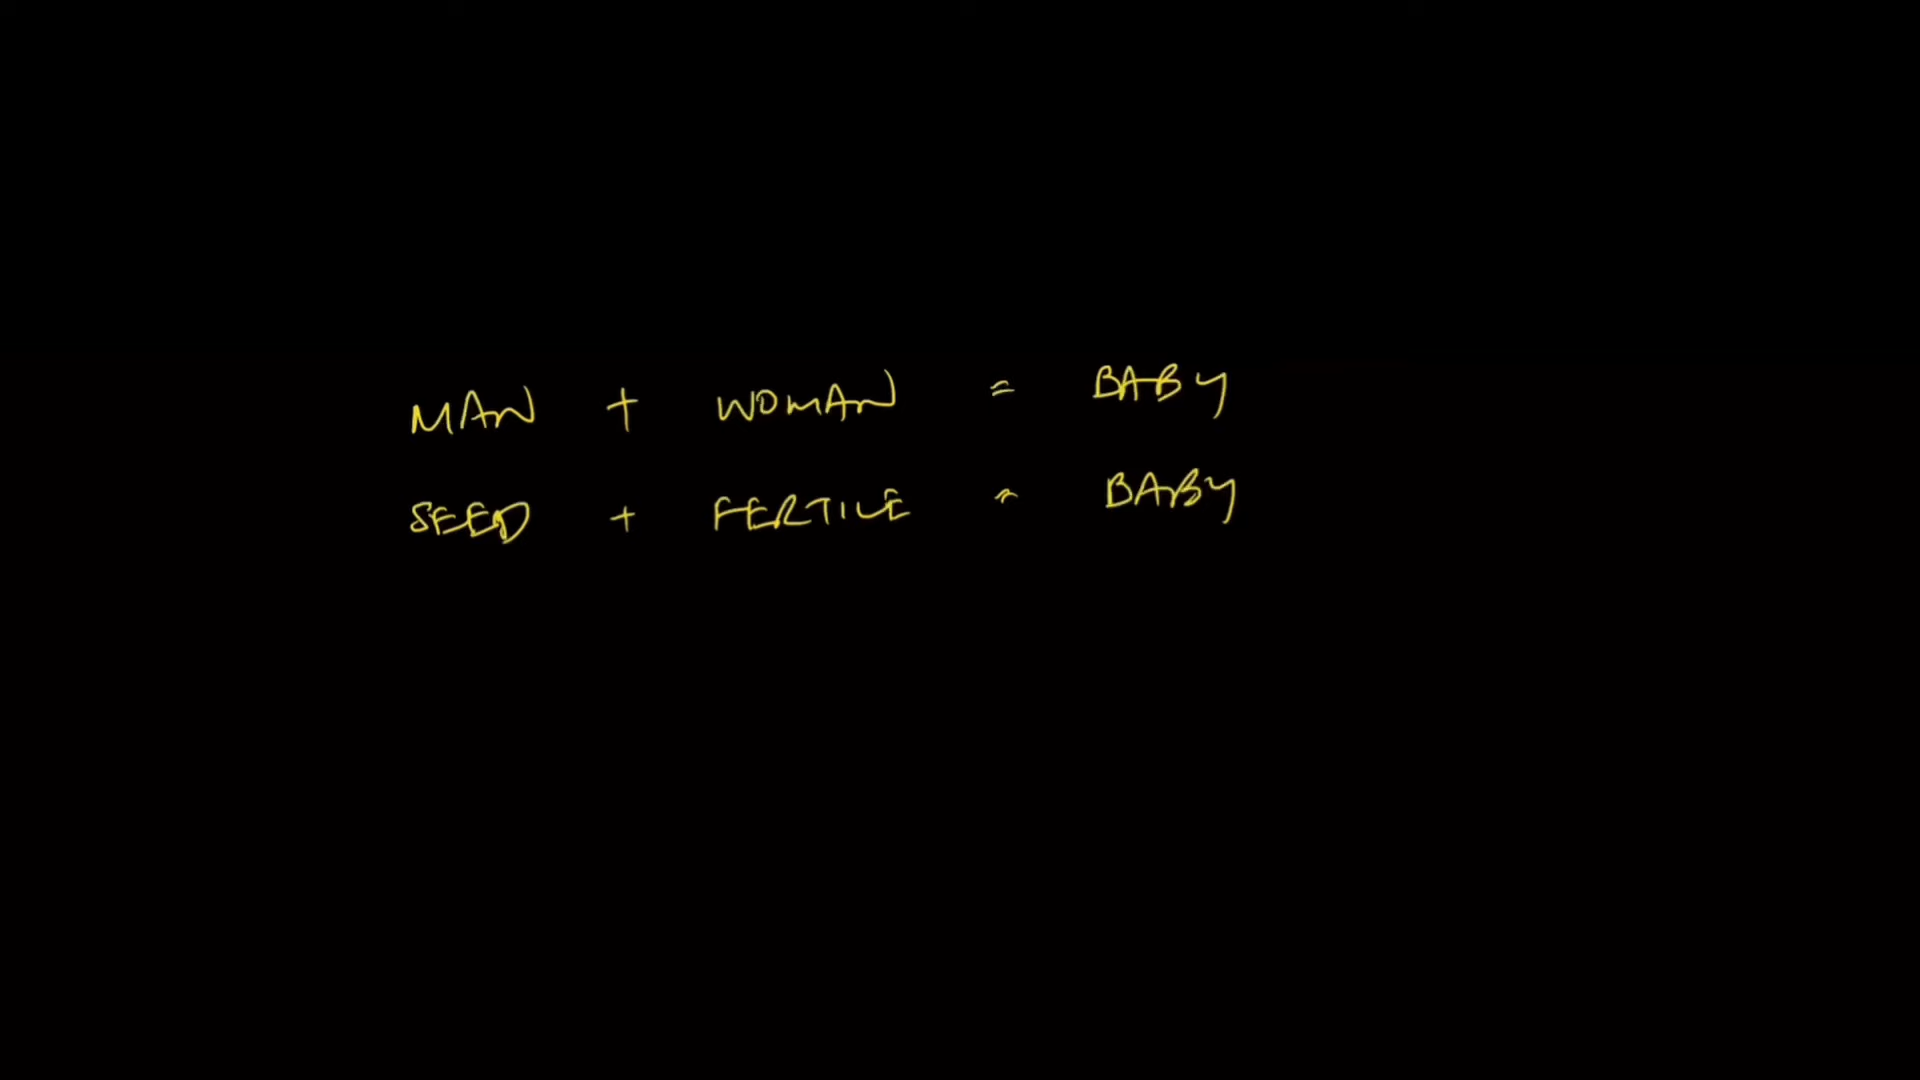 MAN + WOMAN = BABY
SEED + FERTILE = BABY